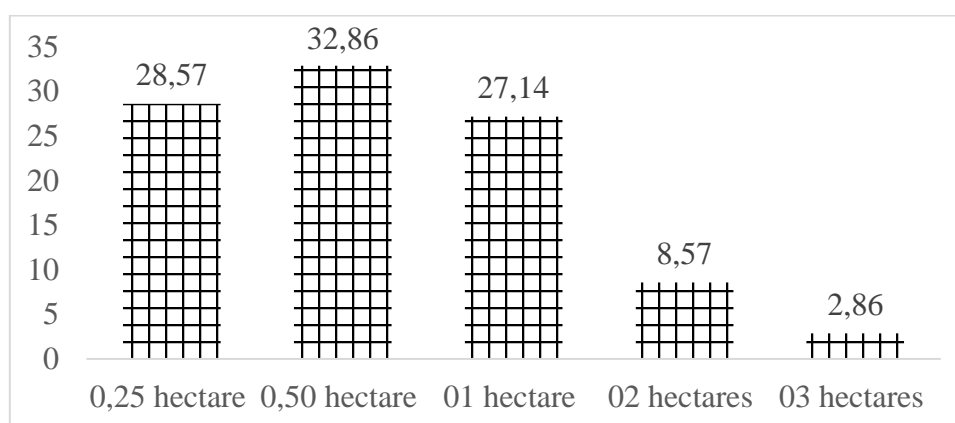 35
30
25
20
15
10
5
0
28,57
32,86
27,14
8,57
2,86
0,25 hectare
0,50 hectare
01 hectare
02 hectares
03 hectares